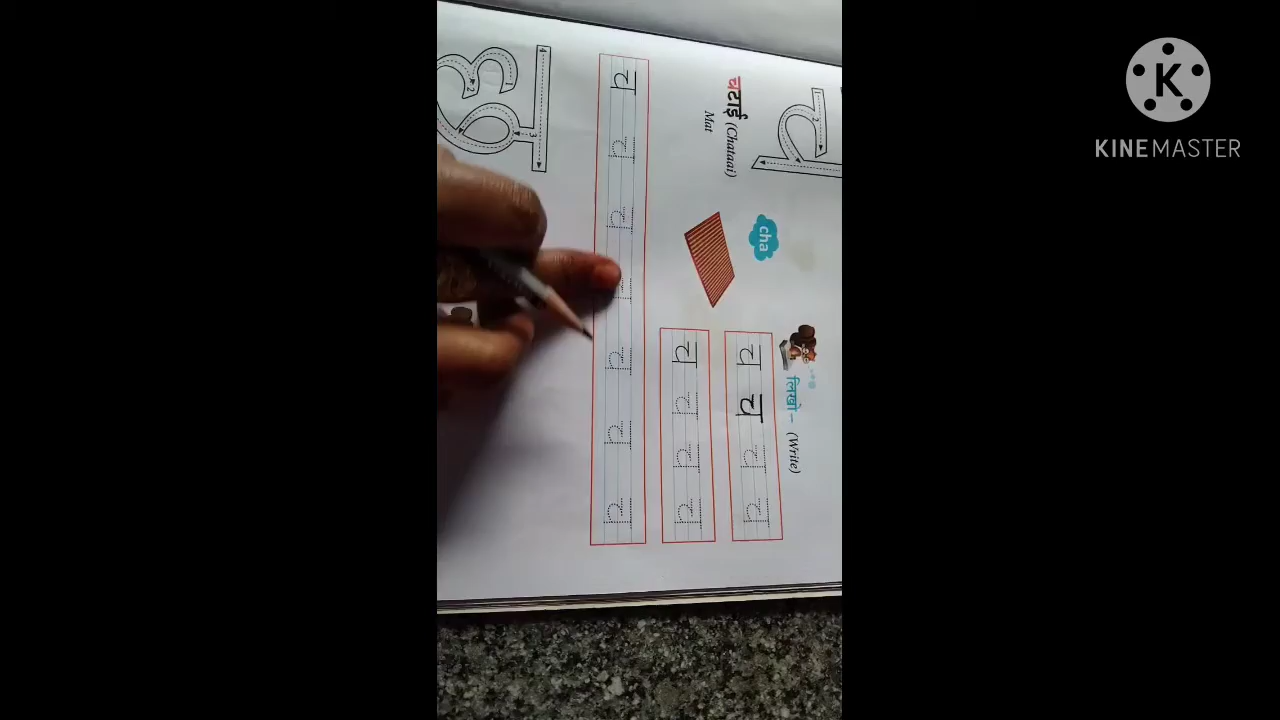 K
KINEMASTER
च
लिखो – (Write)
cha
चटाई (Chataai)
Mat
च च च च
च च च च
च च च च च च च
छ